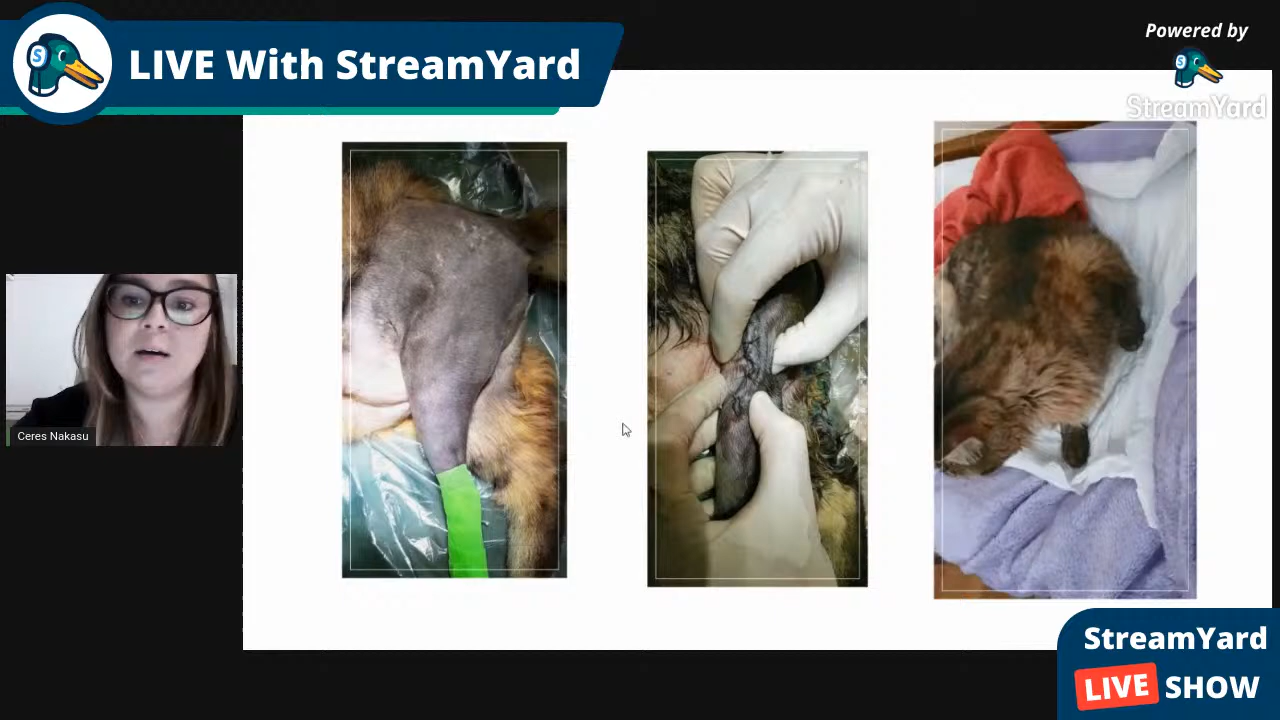 LIVE With StreamYard
Powered by
StreamYard
Ceres Nakasu
StreamYard
LIVE SHOW